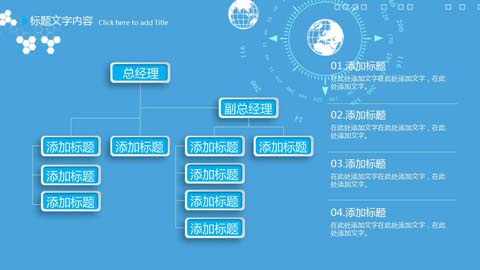 标题文字内容 Click here to add Title
总经理
副总经理
添加标题 添加标题 添加标题 添加标题
添加标题 添加标题
添加标题 添加标题
添加标题
01.添加标题
在此处添加文字在此处添加文字，在此
处添加文字。
02.添加标题
在此处添加文字在此处添加文字，在此
处添加文字。
03.添加标题
在此处添加文字在此处添加文字，在此
处添加文字。
04.添加标题
在此处添加文字在此处添加文字，在此
处添加文字。
200
216
24